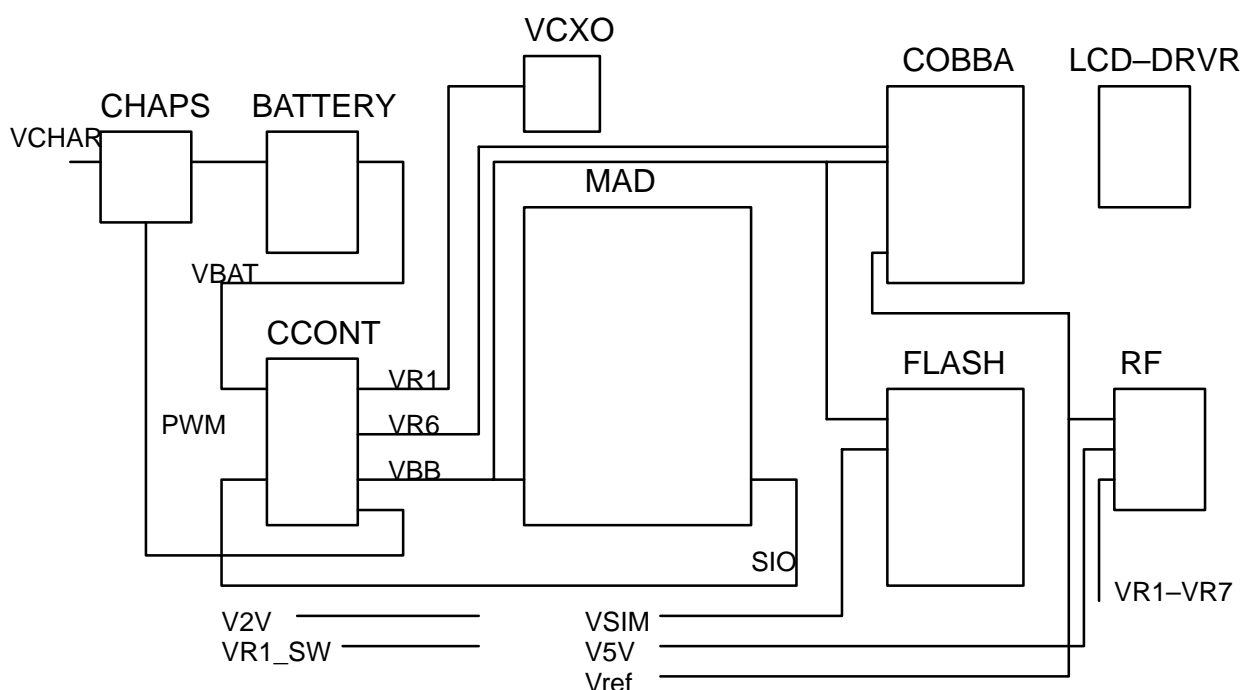 VCXO
COBBA
LCD–DRVR
CHAPS
BATTERY
VCHAR
MAD
VBAT
CCONT
FLASH
RF
VR1
PWM
VR6
VBB
SIO
VR1–VR7
V2V
VSIM
VR1_SW
V5V
Vref